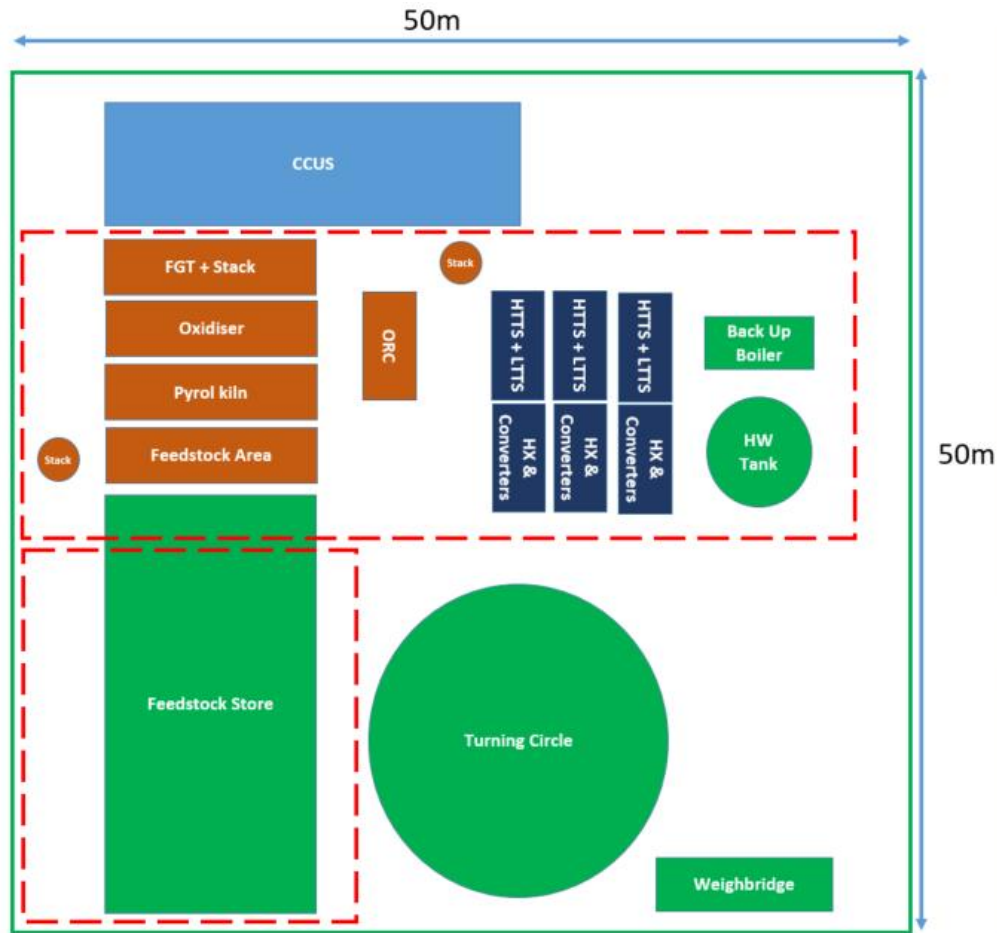 50m
CCUS
FGT + Stack
Stack
Oxidiser
ORC
HTTS + LTTS
HTTS + LTTS
HTTS + LTTS
Back Up
Boiler
Pyrol kiln
Stack
Feedstock Area
HX &
Converters
HX &
Converters
HX &
Converters
HW
Tank
50m
Feedstock Store
Turning Circle
Weighbridge